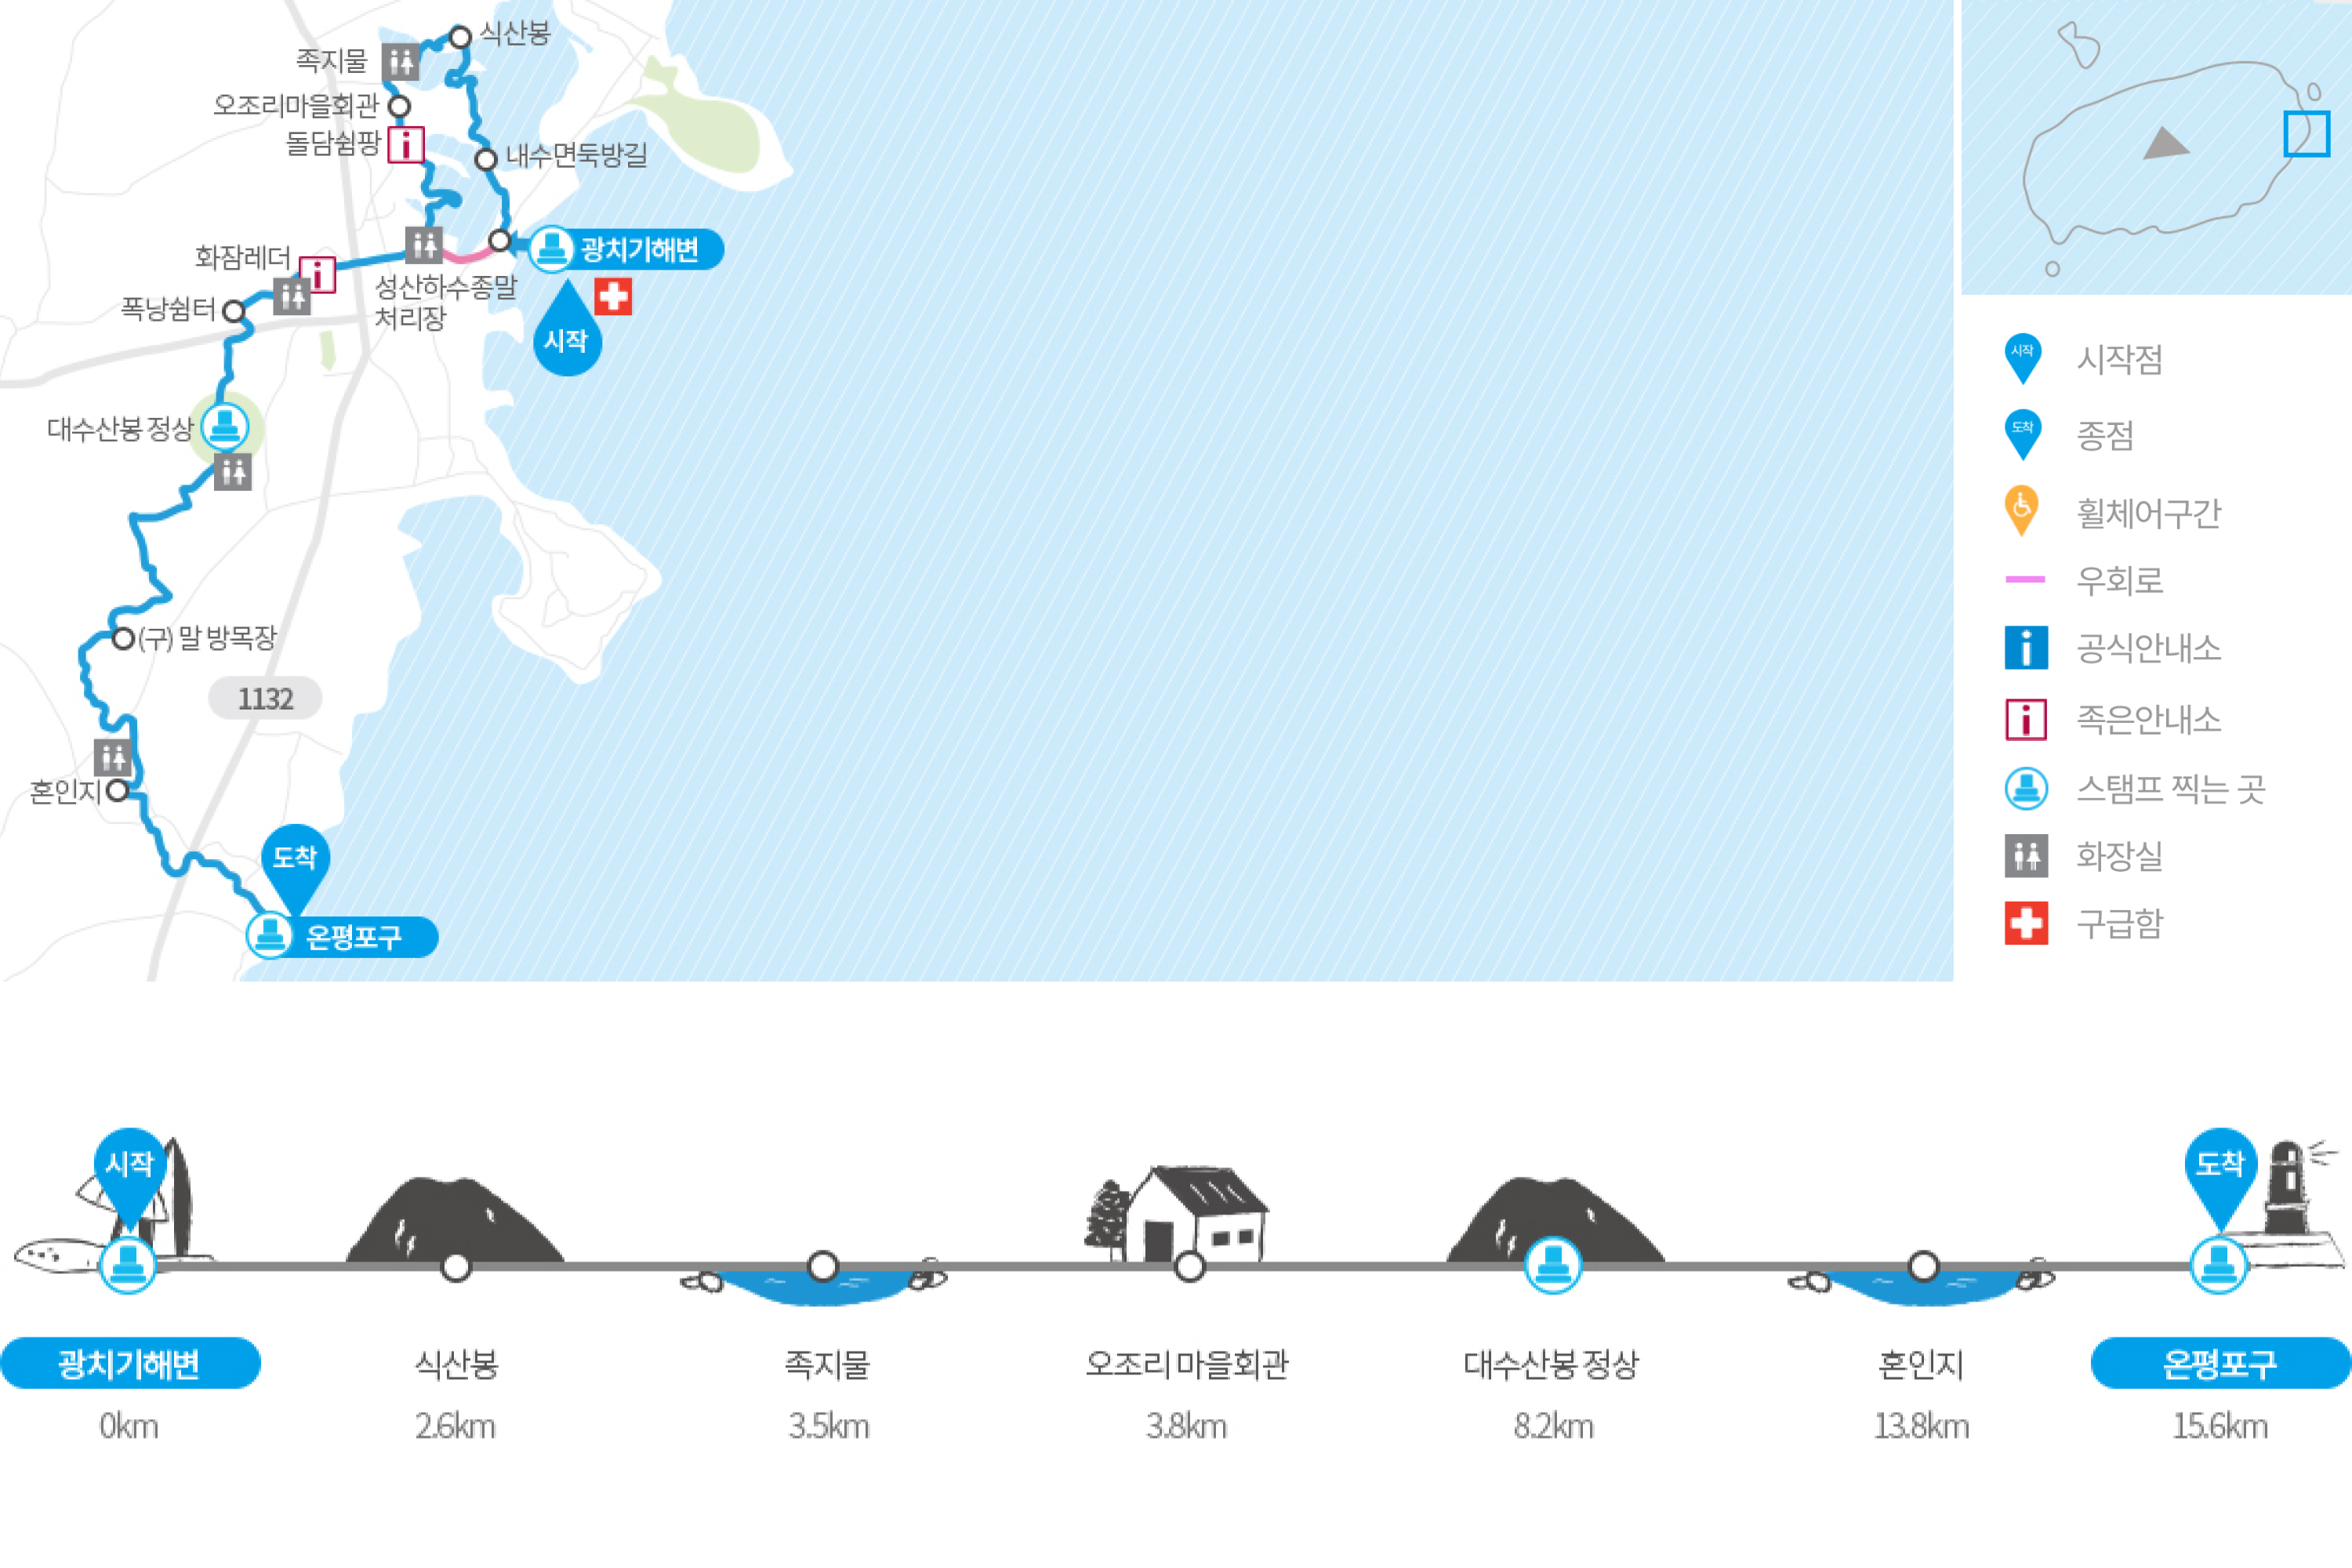 식산봉
족지물
오조리마을회관
돌담쉼팡
내수면둑방길
광치기해변
화잠레더
성산하수종말
처리장
폭낭쉼터
시작
대수산봉 정상
(구) 말 방목장
1132
혼인지
도착
온평포구
시작
시작점
도착
종점
휠체어구간
우회로
공식안내소
족은안내소
스탬프 찍는 곳
화장실
구급함
시작
도착
광치기해변
식산봉
족지물
오조리 마을회관
대수산봉 정상
혼인지
온평포구
0km
2.6km
3.5km
3.8km
8.2km
13.8km
15.6km